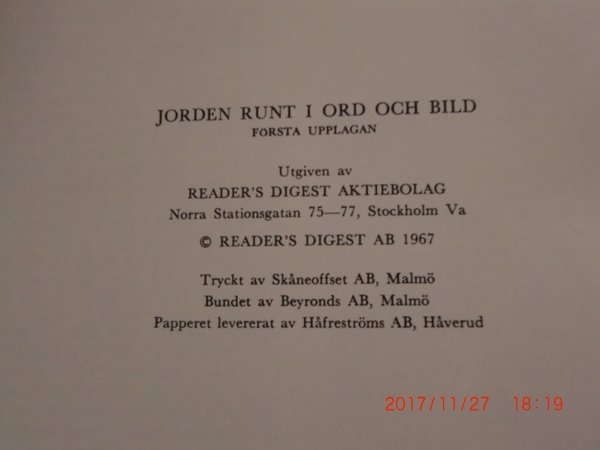 JORDEN RUNT I ORD OCH BILD
FÖRSTA UPPLAGAN
Utgiven av
READER'S DIGEST AKTIEBOLAG
Norra Stationsgatan 75—77, Stockholm Va
© READER'S DIGEST AB 1967
Tryckt av Skåneoffset AB, Malmö
Bundet av Beyronds AB, Malmö
Papperet levererat av Håfreströms AB, Håverud
2017/11/27 18:19